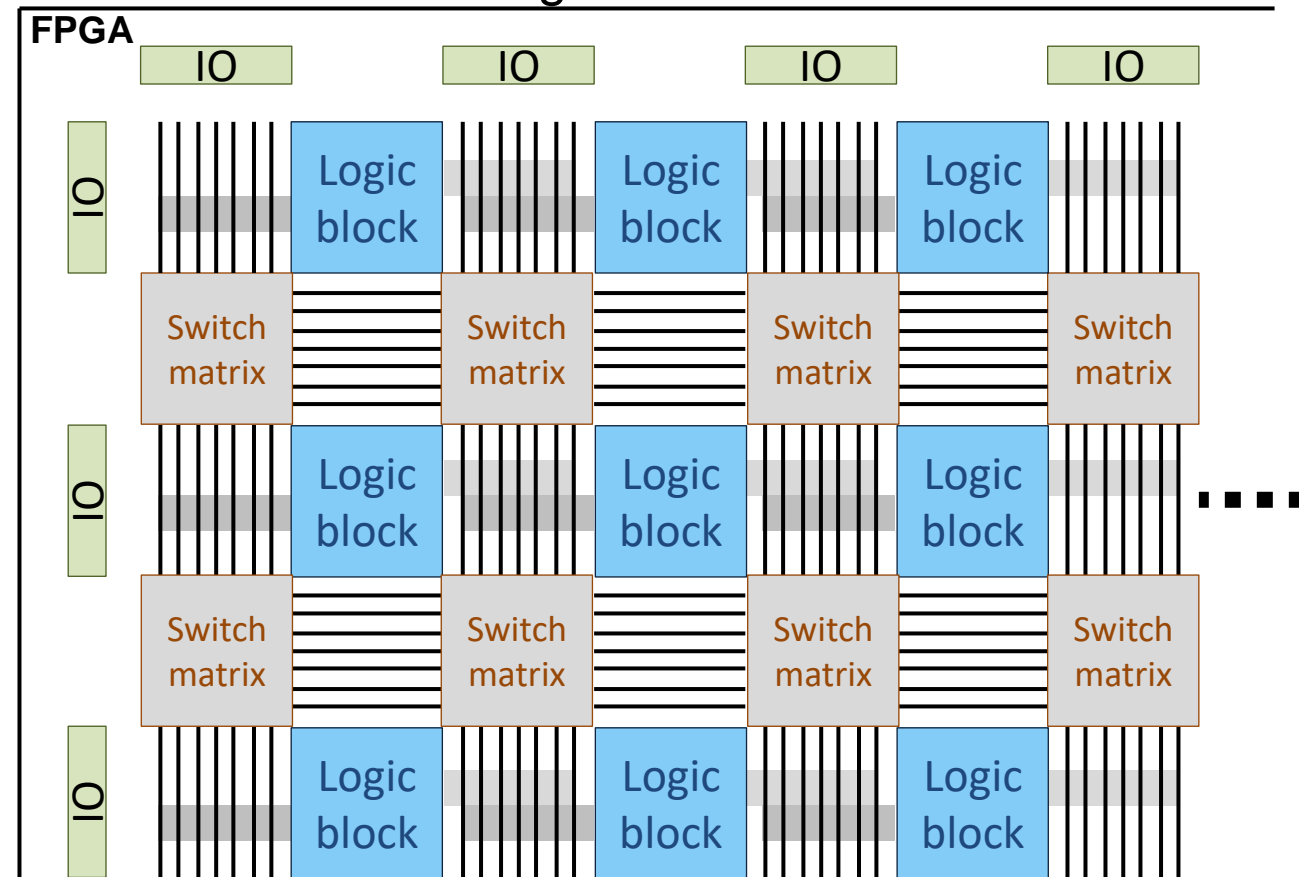 FPGA
IO IO IO IO
IO
Logic Logic Logic
block block block
Switch Switch Switch Switch
matrix matrix matrix matrix
IO
Logic Logic Logic
block block block
Switch Switch Switch Switch
matrix matrix matrix matrix
IO
Logic Logic Logic
block block block